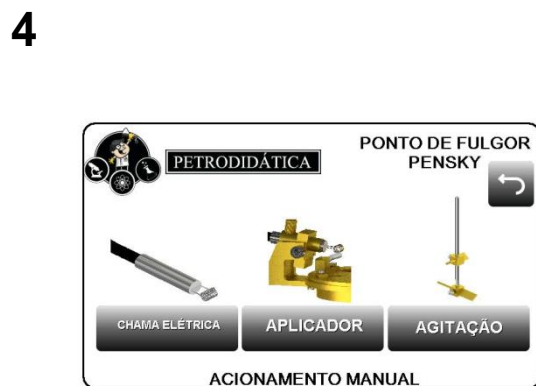 4
PETRODIDÁTICA
PONTO DE FULGOR
PENSKY
CHAMA ELÉTRICA
APLICADOR
AGITAÇÃO
ACIONAMENTO MANUAL